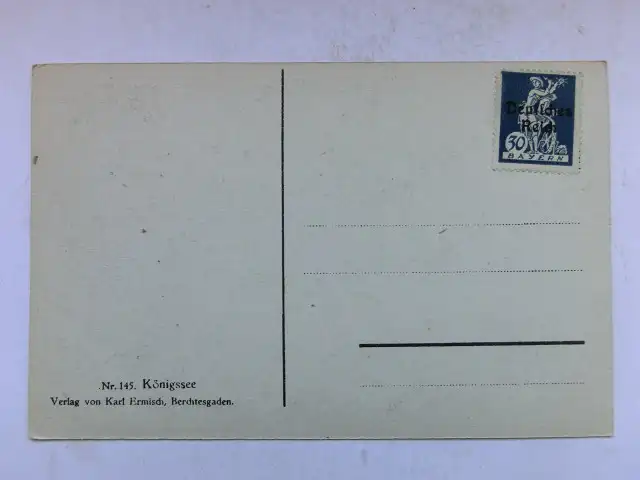 Deutsches
Reich
30
BAYERN
Nr. 145. Königssee
Verlag von Karl Ermisch, Berchtesgaden.